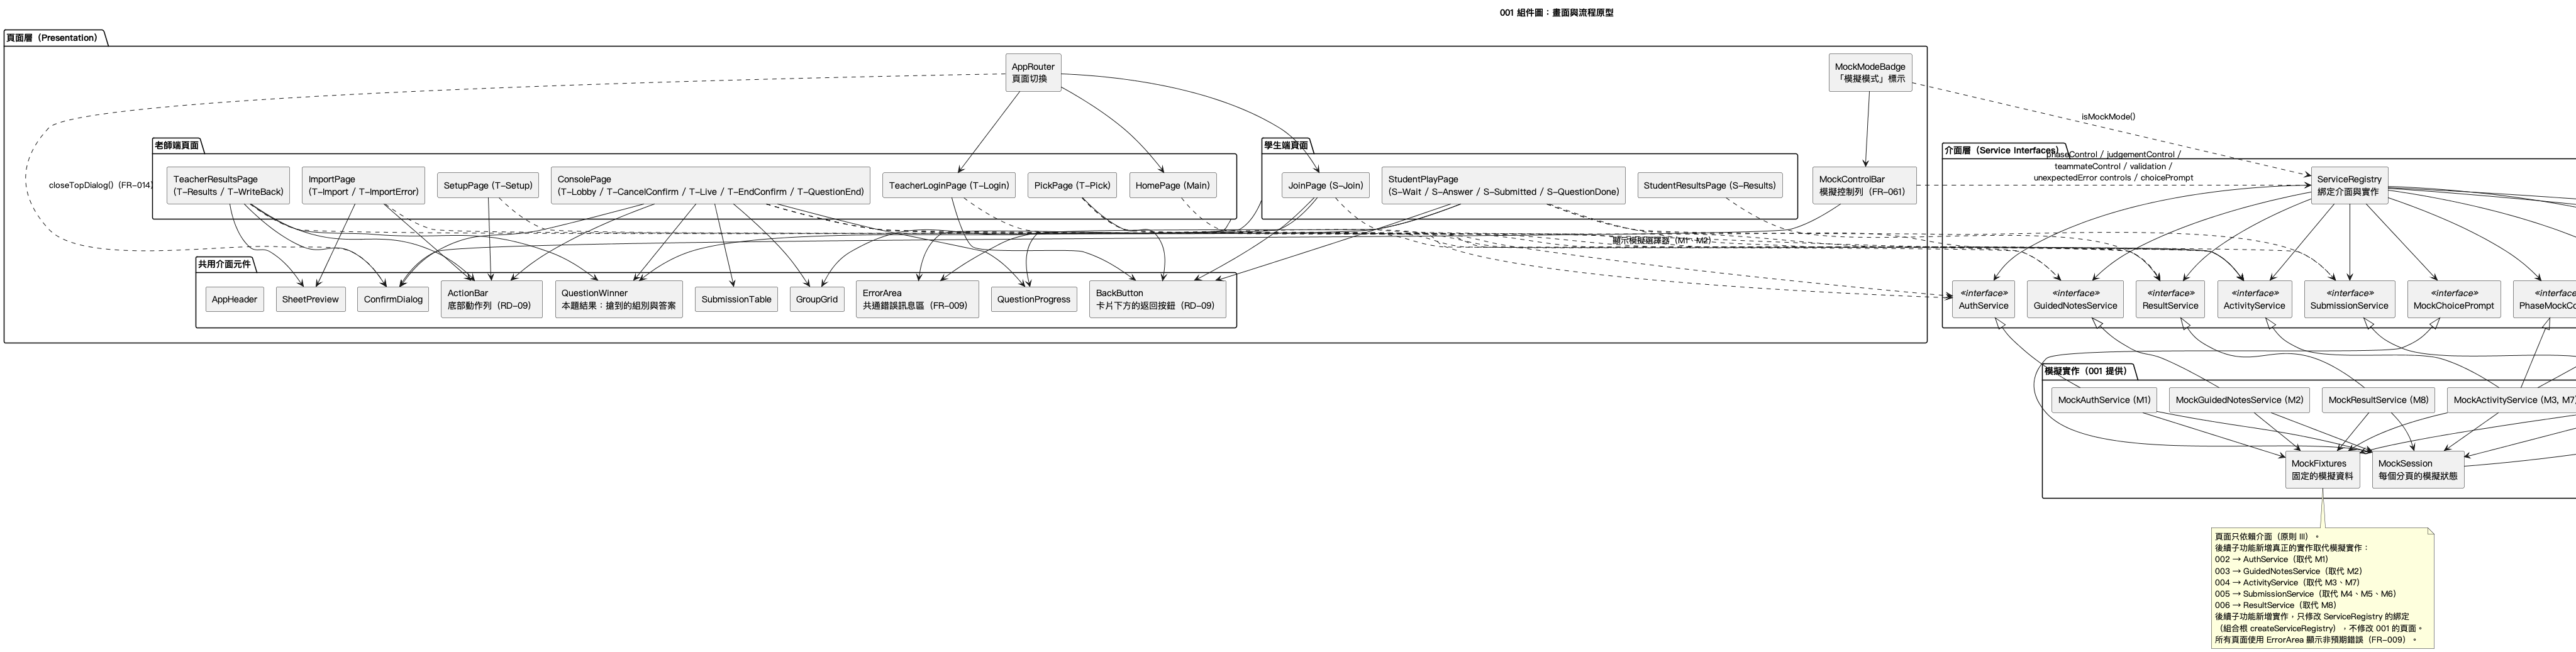 001 組件圖：畫面與流程原型
頁面層（Presentation）
AppRouter
頁面切換
MockModeBadge
「模擬模式」標示
isMockMode()
老師端頁面
TeacherResultsPage
(T-Results / T-WriteBack)
ImportPage
(T-Import / T-ImportError)
SetupPage (T-Setup)
ConsolePage
(T-Lobby / T-CancelConfirm / T-Live / T-EndConfirm / T-QuestionEnd)
TeacherLoginPage (T-Login)
PickPage (T-Pick)
HomePage (Main)
closeTopDialog()（FR-014）
學生端頁面
JoinPage (S-Join)
StudentPlayPage
(S-Wait / S-Answer / S-Submitted / S-QuestionDone)
StudentResultsPage (S-Results)
MockControlBar
模擬控制列（FR-061）
phaseControl / judgementControl /
teammateControl / validation /
unexpectedError controls / choicePrompt
介面層（Service Interfaces）
ServiceRegistry
綁定介面與實作
顯示模擬選擇器（M1、M2）
共用介面元件
AppHeader
SheetPreview
ConfirmDialog
ActionBar
底部動作列（RD-09）
QuestionWinner
本題結果：搶到的組別與答案
SubmissionTable
GroupGrid
ErrorArea
共通錯誤訊息區（FR-009）
QuestionProgress
BackButton
卡片下方的返回按鈕（RD-09）
«interface»
AuthService
«interface»
GuidedNotesService
«interface»
ResultService
«interface»
ActivityService
«interface»
SubmissionService
«interface»
MockChoicePrompt
«interface
PhaseMockCo
模擬實作（001 提供）
MockAuthService (M1)
MockGuidedNotesService (M2)
MockResultService (M8)
MockActivityService (M3, M7)
MockFixtures
固定的模擬資料
MockSession
每個分頁的模擬狀態
頁面只依賴介面（原則 III）。
後續子功能新增真正的實作取代模擬實作：
002 → AuthService（取代 M1）
003 → GuidedNotesService（取代 M2）
004 → ActivityService（取代 M3、M7）
005 → SubmissionService（取代 M4、M5、M6）
006 → ResultService（取代 M8）
後續子功能新增實作，只修改 ServiceRegistry 的綁定
（組合根 createServiceRegistry），不修改 001 的頁面。
所有頁面使用 ErrorArea 顯示非預期錯誤（FR-009）。